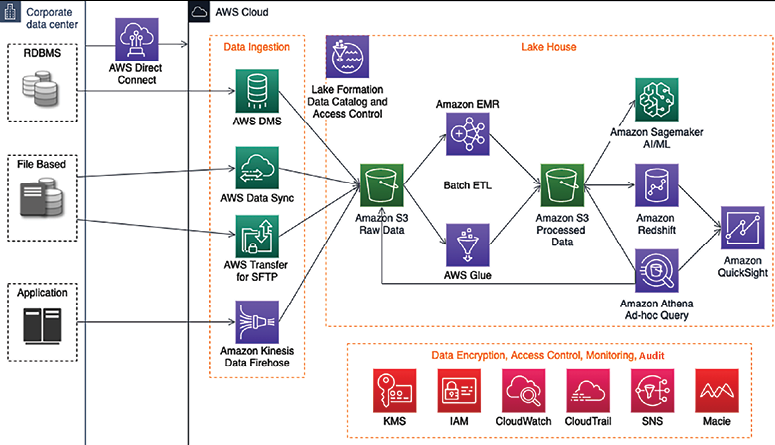 Corporate
data center
AWS Cloud
RDBMS
AWS Direct
Connect
Data Ingestion
Lake House
AWS DMS
Lake Formation
Data Catalog and
Access Control
Amazon EMR
Amazon Sagemaker
AI/ML
File Based
AWS Data Sync
Amazon S3
Raw Data
Batch ETL
Amazon S3
Processed
Data
Amazon
Redshift
Amazon
QuickSight
AWS Transfer
for SFTP
AWS Glue
Amazon Athena
Ad-hoc Query
Application
Amazon Kinesis
Data Firehose
Data Encryption, Access Control, Monitoring, Audit
KMS
IAM
CloudWatch
CloudTrail
SNS
Macie